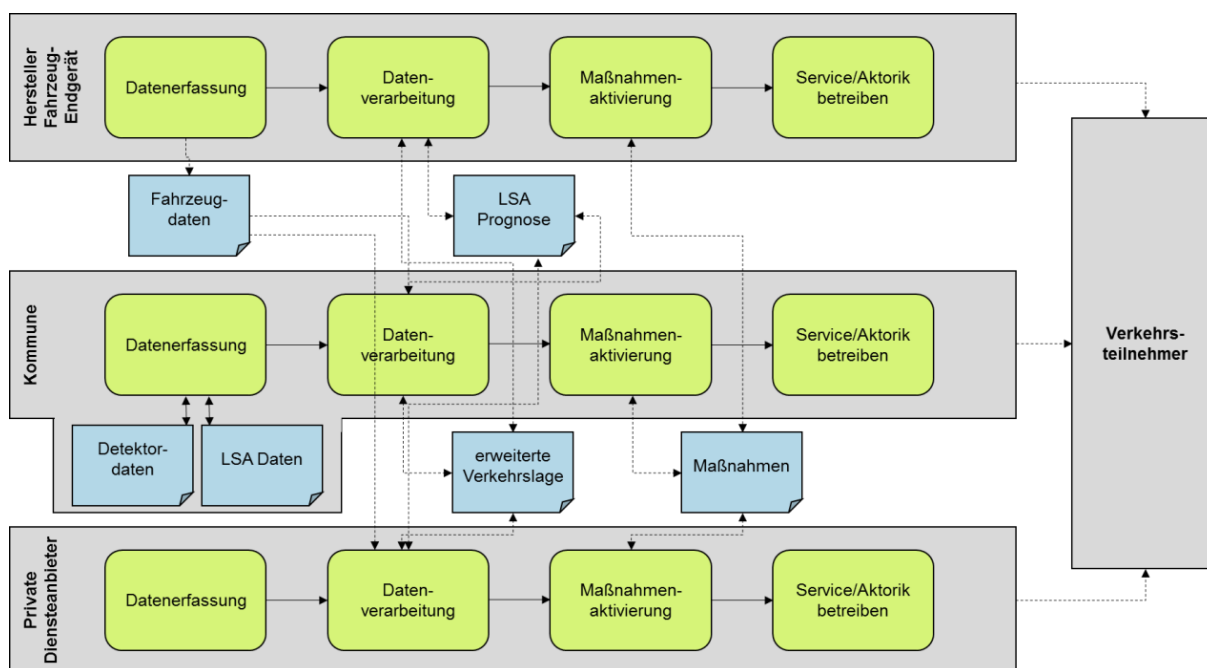 Hersteller
Fahrzeug-
Endgerät
Datenerfassung
Daten-
verarbeitung
Maßnahmen-
aktivierung
Service/Aktorik
betreiben
Fahrzeug-
daten
LSA
Prognose
Kommune
Datenerfassung
Daten-
verarbeitung
Maßnahmen-
aktivierung
Service/Aktorik
betreiben
Verkehrs-
teilnehmer
Detektor-
daten
LSA Daten
erweiterte
Verkehrslage
Maßnahmen
Private
Diensteanbieter
Datenerfassung
Daten-
verarbeitung
Maßnahmen-
aktivierung
Service/Aktorik
betreiben